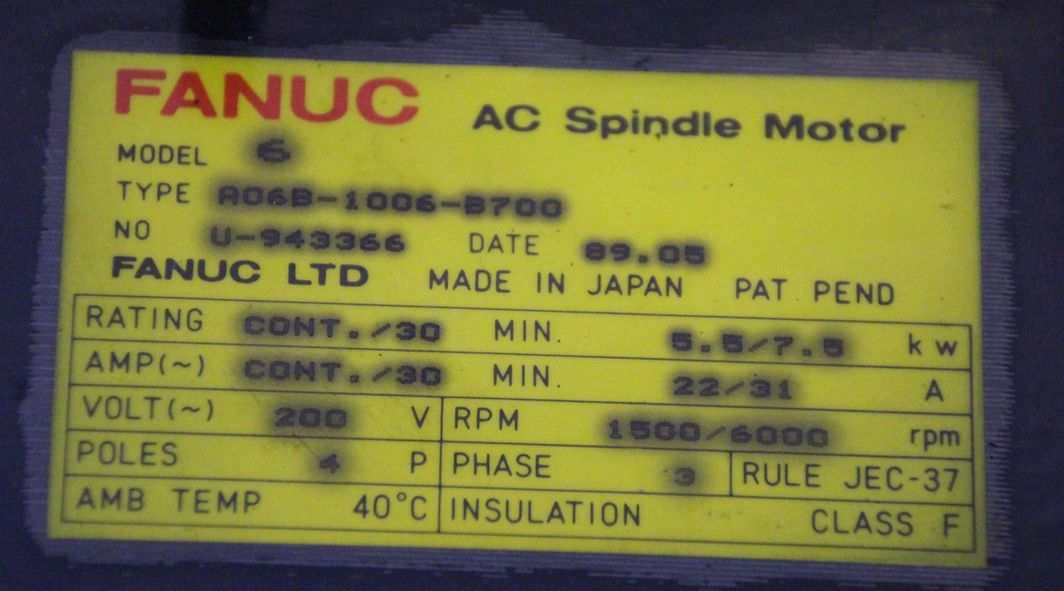 FANUC AC Spindle Motor
MODEL 6
TYPE A06B-1006-B700
NO U-943366 DATE 89.05
FANUC LTD MADE IN JAPAN PAT PEND
RATING CONT./30 MIN. 5.5/7.5 kw
AMP(~) CONT./30 MIN. 22/31 A
VOLT(~) 200 V RPM 1500/6000 rpm
POLES 4 P PHASE 3 RULE JEC-37
AMB TEMP 40°C INSULATION CLASS F